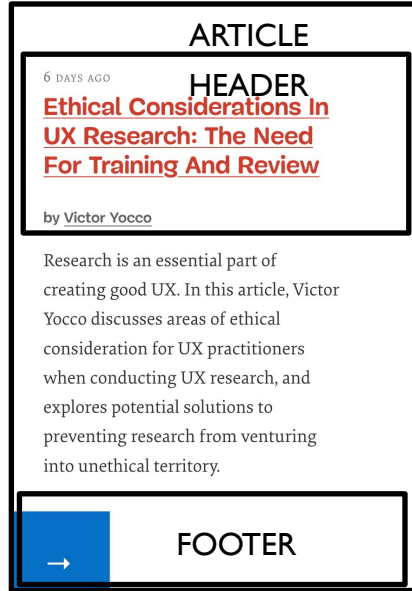 ARTICLE
6 DAYS AGO
HEADER
Ethical Considerations In
UX Research: The Need
For Training And Review
by Victor Yocco
Research is an essential part of
creating good UX. In this article, Victor
Yocco discusses areas of ethical
consideration for UX practitioners
when conducting UX research, and
explores potential solutions to
preventing research from venturing
into unethical territory.
FOOTER
→